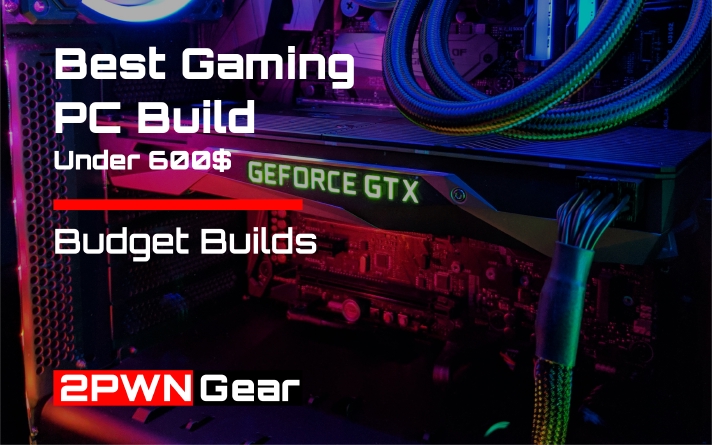 Best Gaming
PC Build
Under 600$
GEFORCE GTX
Budget Builds
2PWN Gear